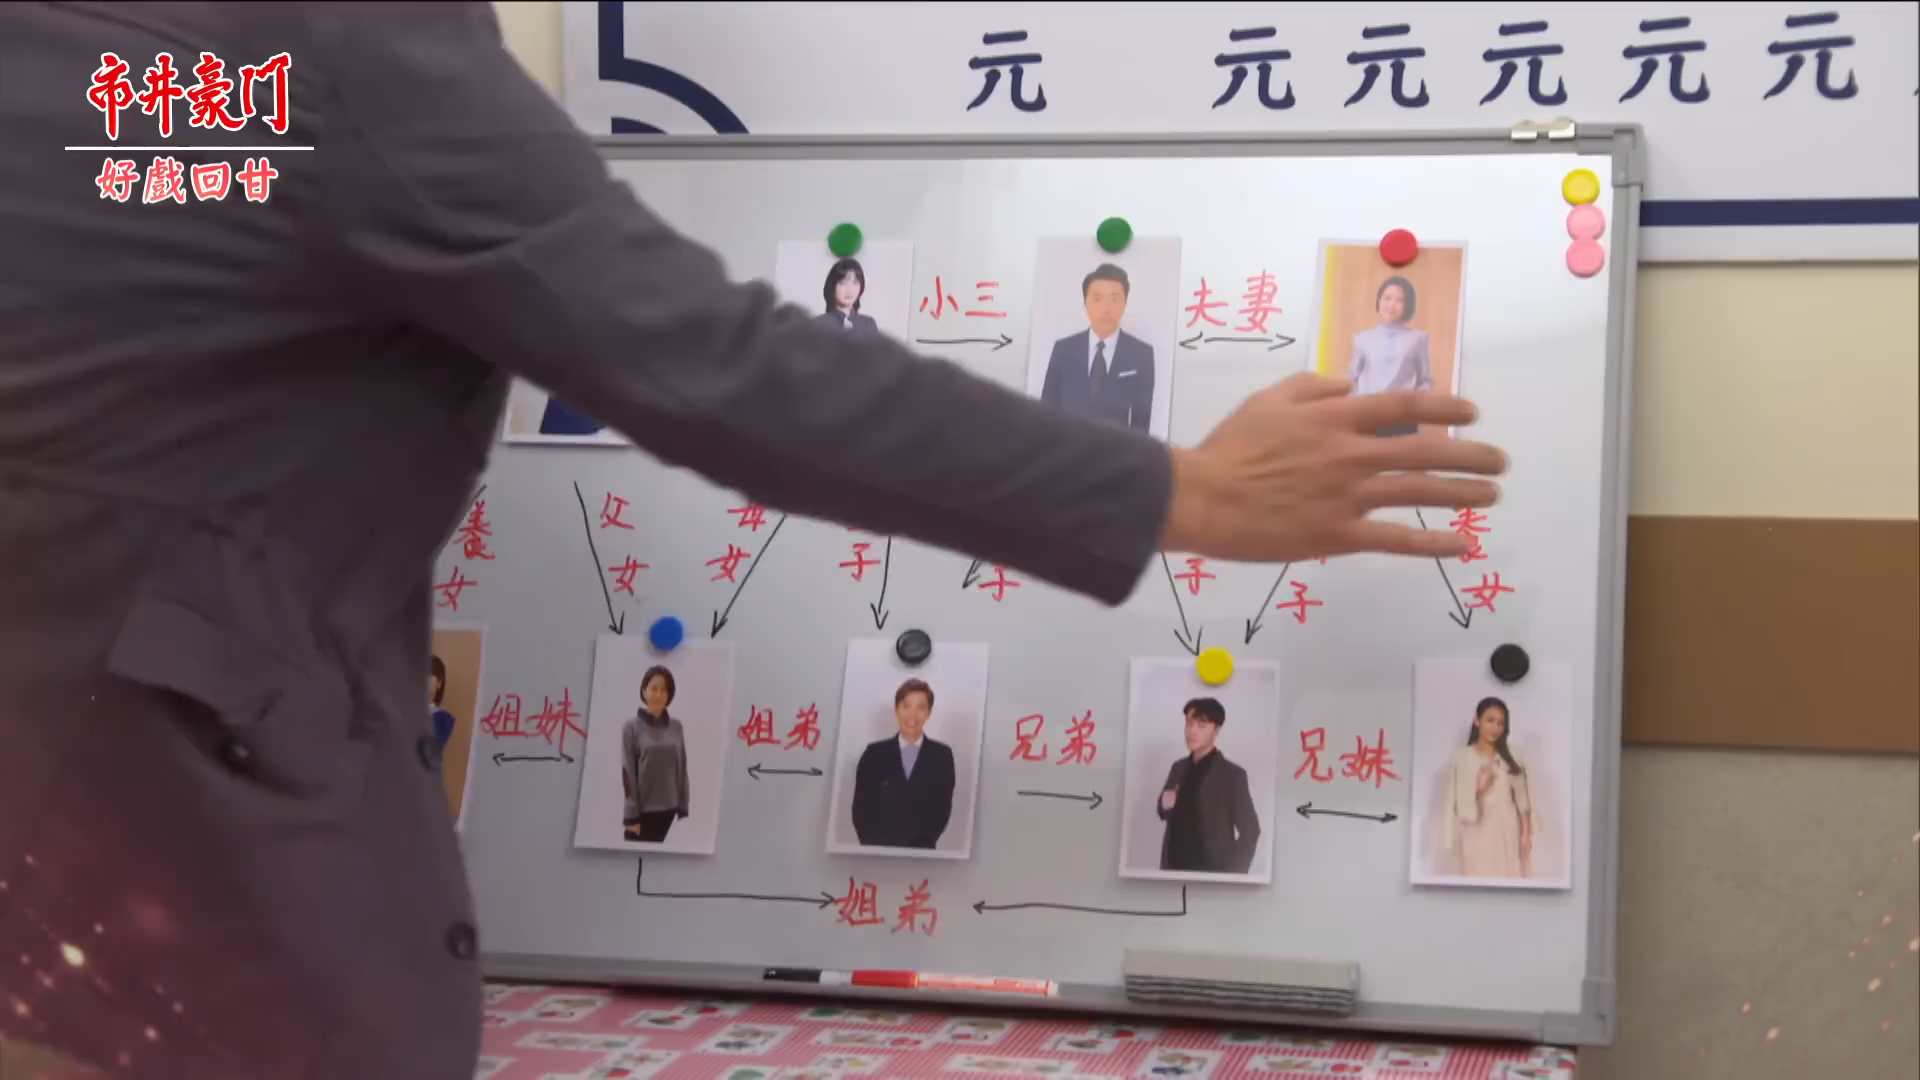 市井豪门
好戲回甘
元 元 元 元 元 元
小三
夫妻
養女
父女
母女
子
子
子
子
養女
姐妹
姐弟
兄弟
兄妹
姐弟